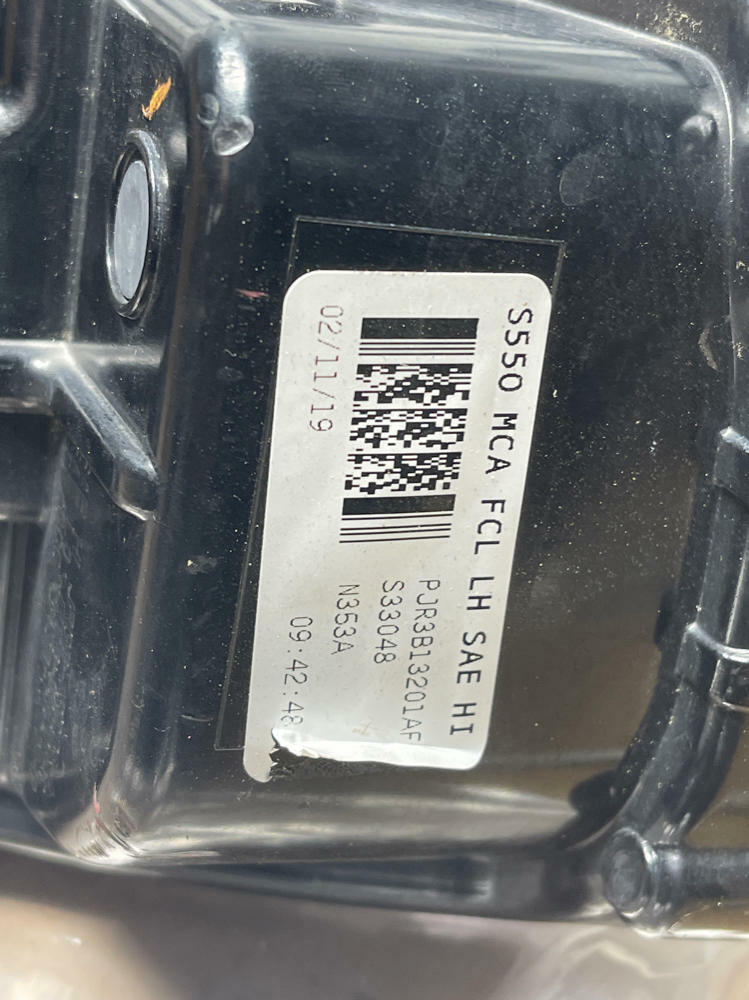 S550 MCA FCL LH SAE HI
PJR3B13201AF
S33048
N353A
02/11/19
09:42:48